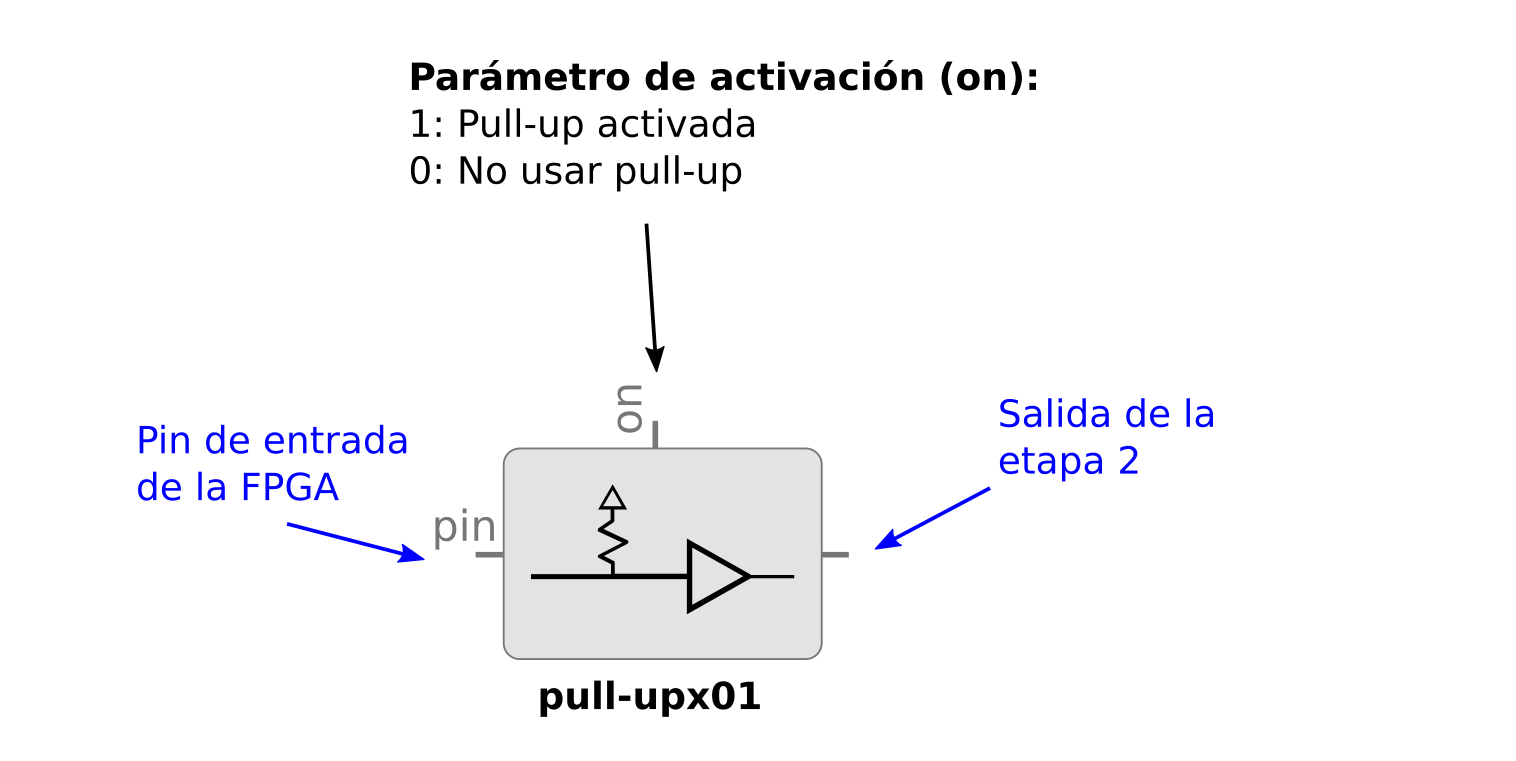 Parámetro de activación (on):
1: Pull-up activada
0: No usar pull-up
on
Pin de entrada
de la FPGA
pin
Salida de la
etapa 2
pull-upx01